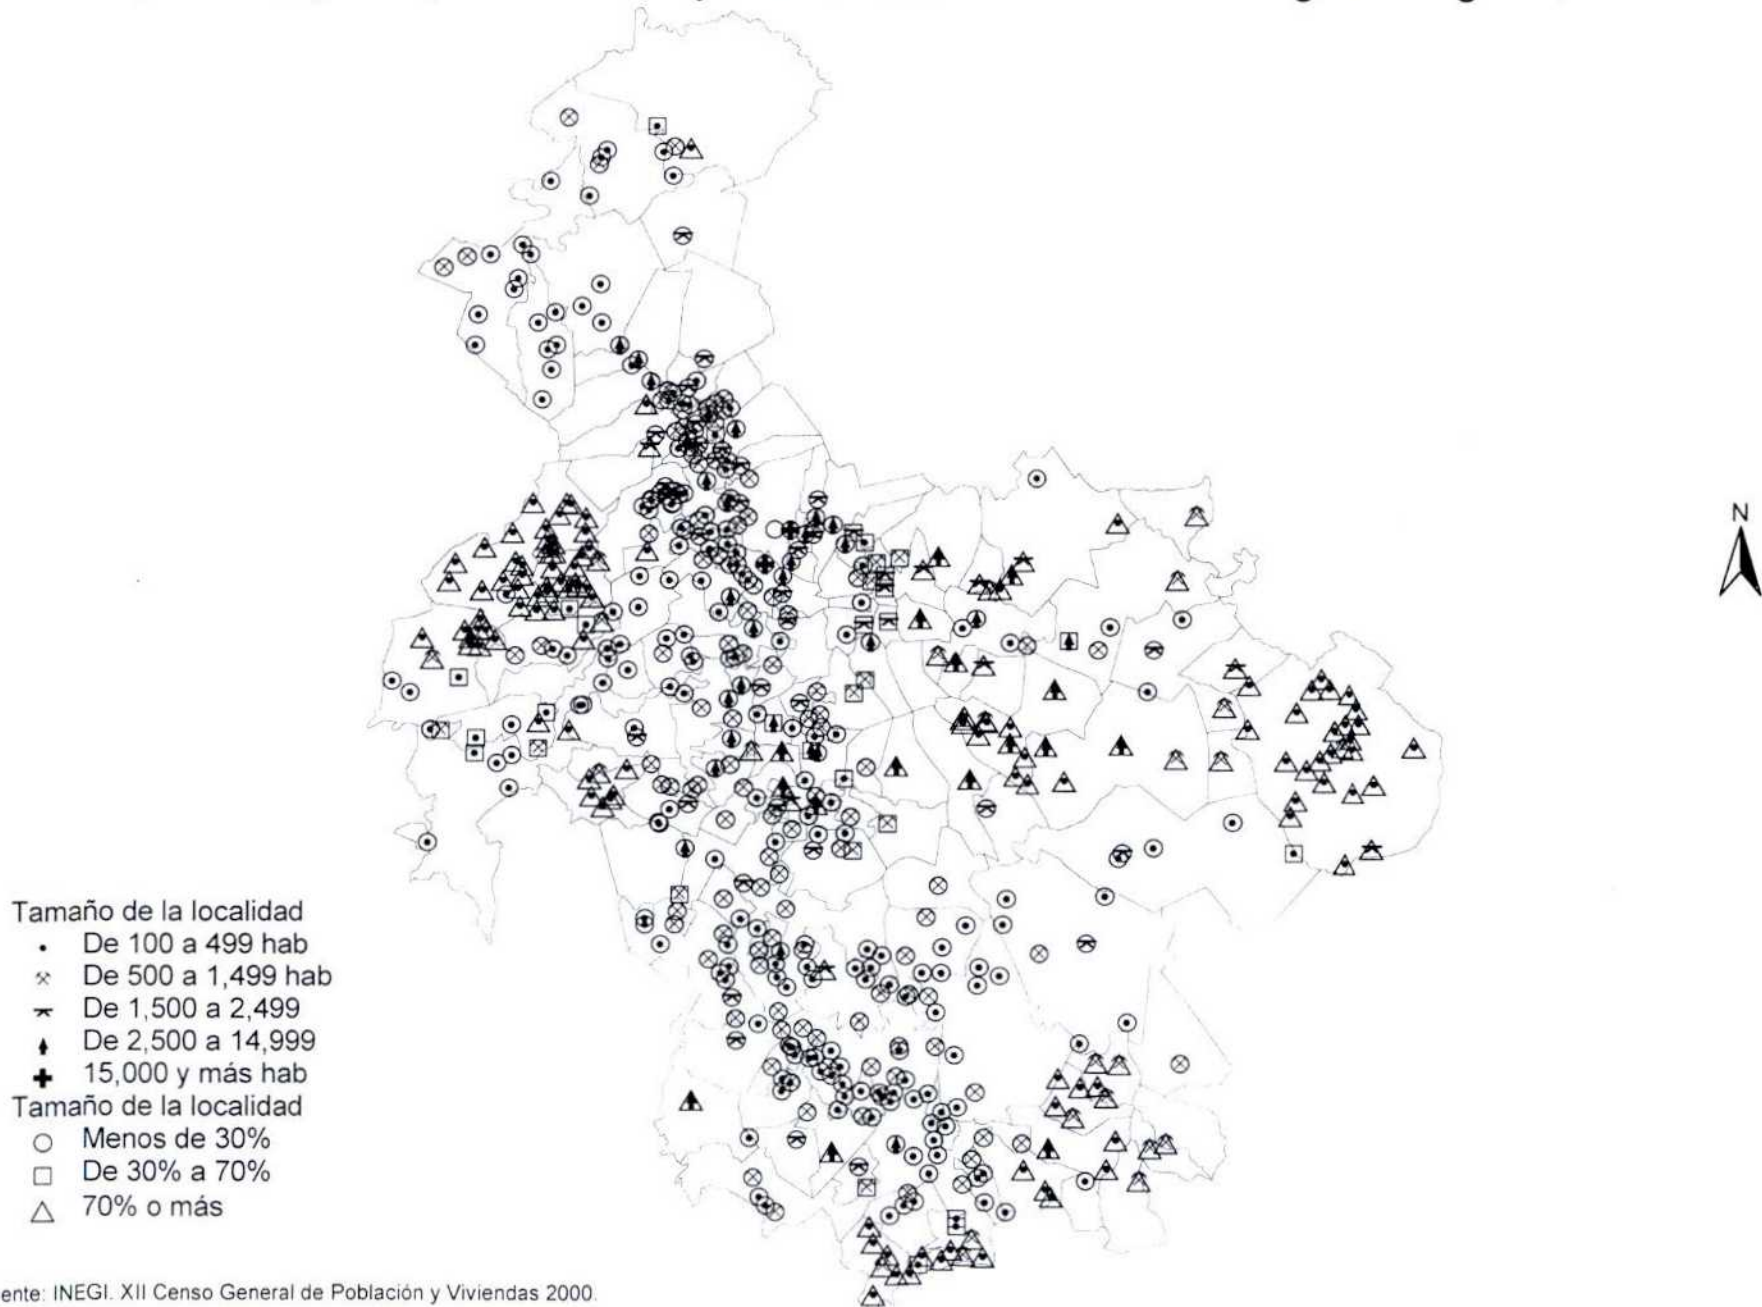 N
Tamaño de la localidad
De 100 a 499 hab
De 500 a 1,499 hab
De 1,500 a 2,499
De 2,500 a 14,999
15,000 y más hab
Tamaño de la localidad
Menos de 30%
De 30% a 70%
70% o más
ente: INEGI. XII Censo General de Población y Viviendas 2000.